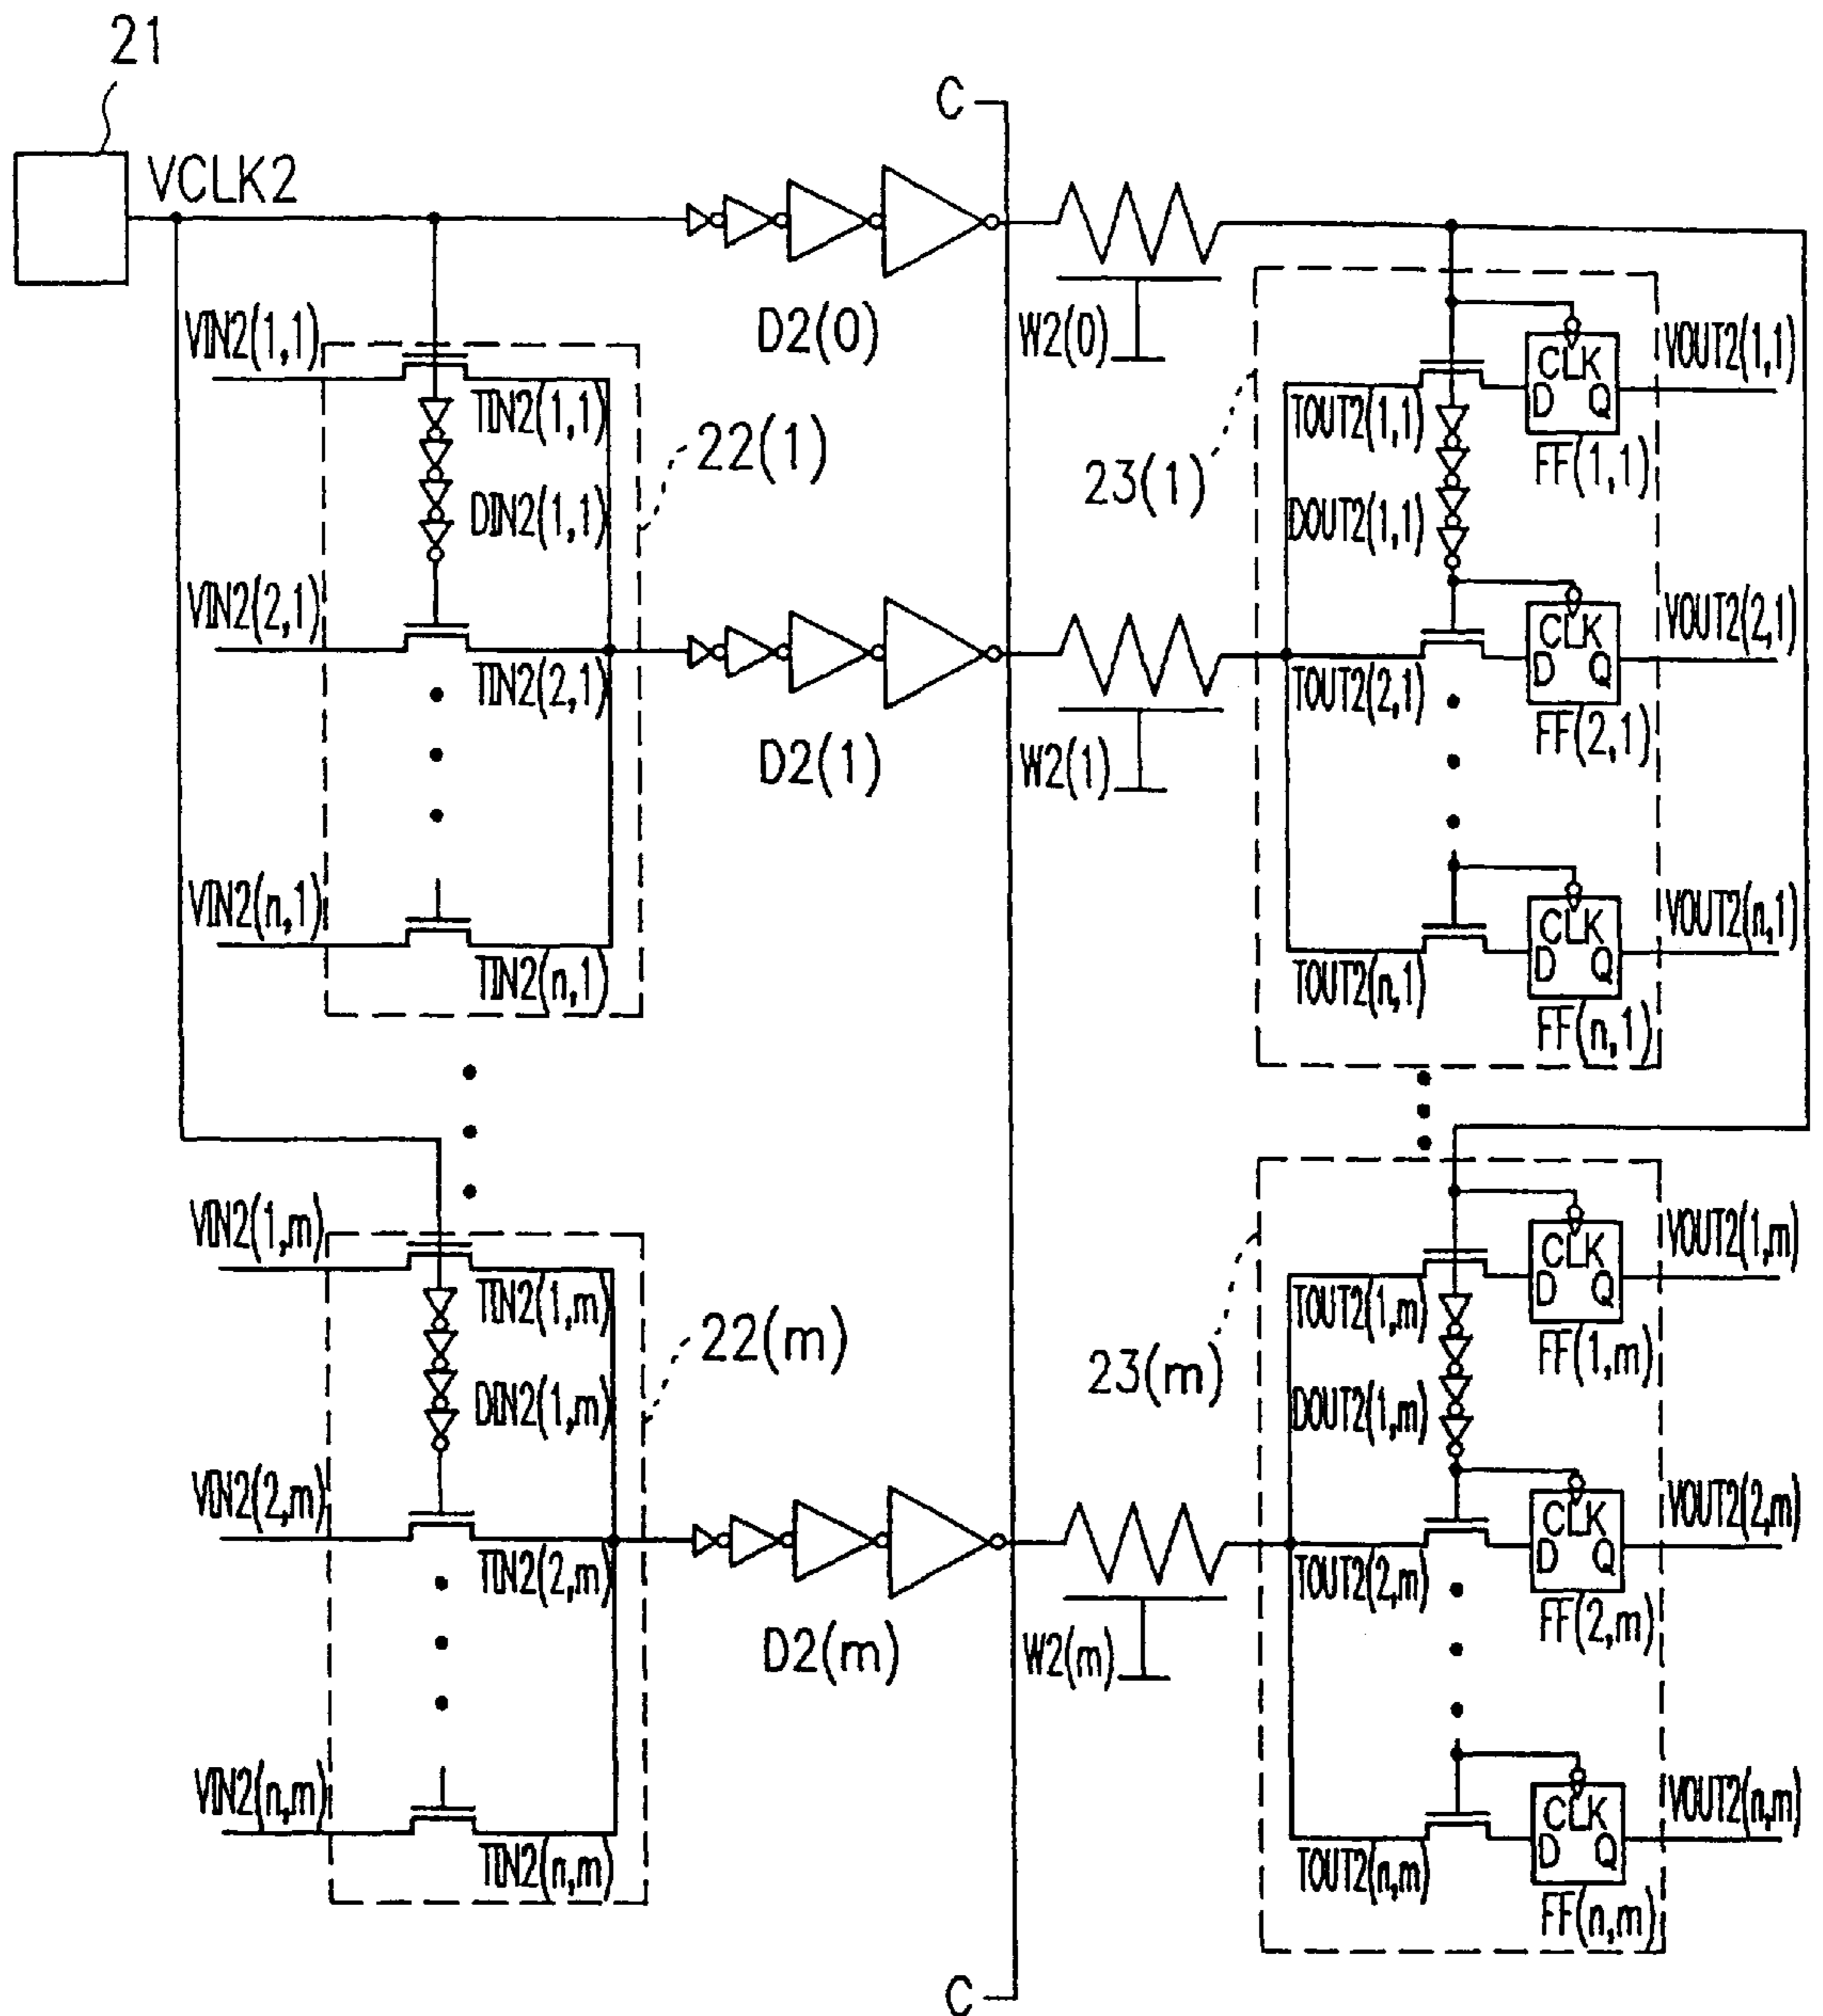 21
C
VCLK2
VIN2(1,1)
D2(0)
W2(0)
CLK
D Q
VOUT2(1,1)
TIN2(1,1)
22(1)
TOUT2(1,1)
23(1)
FF(1,1)
DIN2(1,1)
DOUT2(1,1)
VIN2(2,1)
CLK
D Q
VOUT2(2,1)
TIN2(2,1)
TOUT2(2,1)
D2(1)
W2(1)
FF(2,1)
VIN2(n,1)
CLK
D Q
VOUT2(n,1)
TIN2(n,1)
TOUT2(n,1)
FF(n,1)
VIN2(1,m)
CLK
D Q
VOUT2(1,m)
TIN2(1,m)
22(m)
TOUT2(1,m)
23(m)
FF(1,m)
DIN2(1,m)
DOUT2(1,m)
VIN2(2,m)
CLK
D Q
VOUT2(2,m)
TIN2(2,m)
TOUT2(2,m)
D2(m)
W2(m)
FF(2,m)
VIN2(n,m)
CLK
D Q
VOUT2(n,m)
TIN2(n,m)
TOUT2(n,m)
FF(n,m)
C